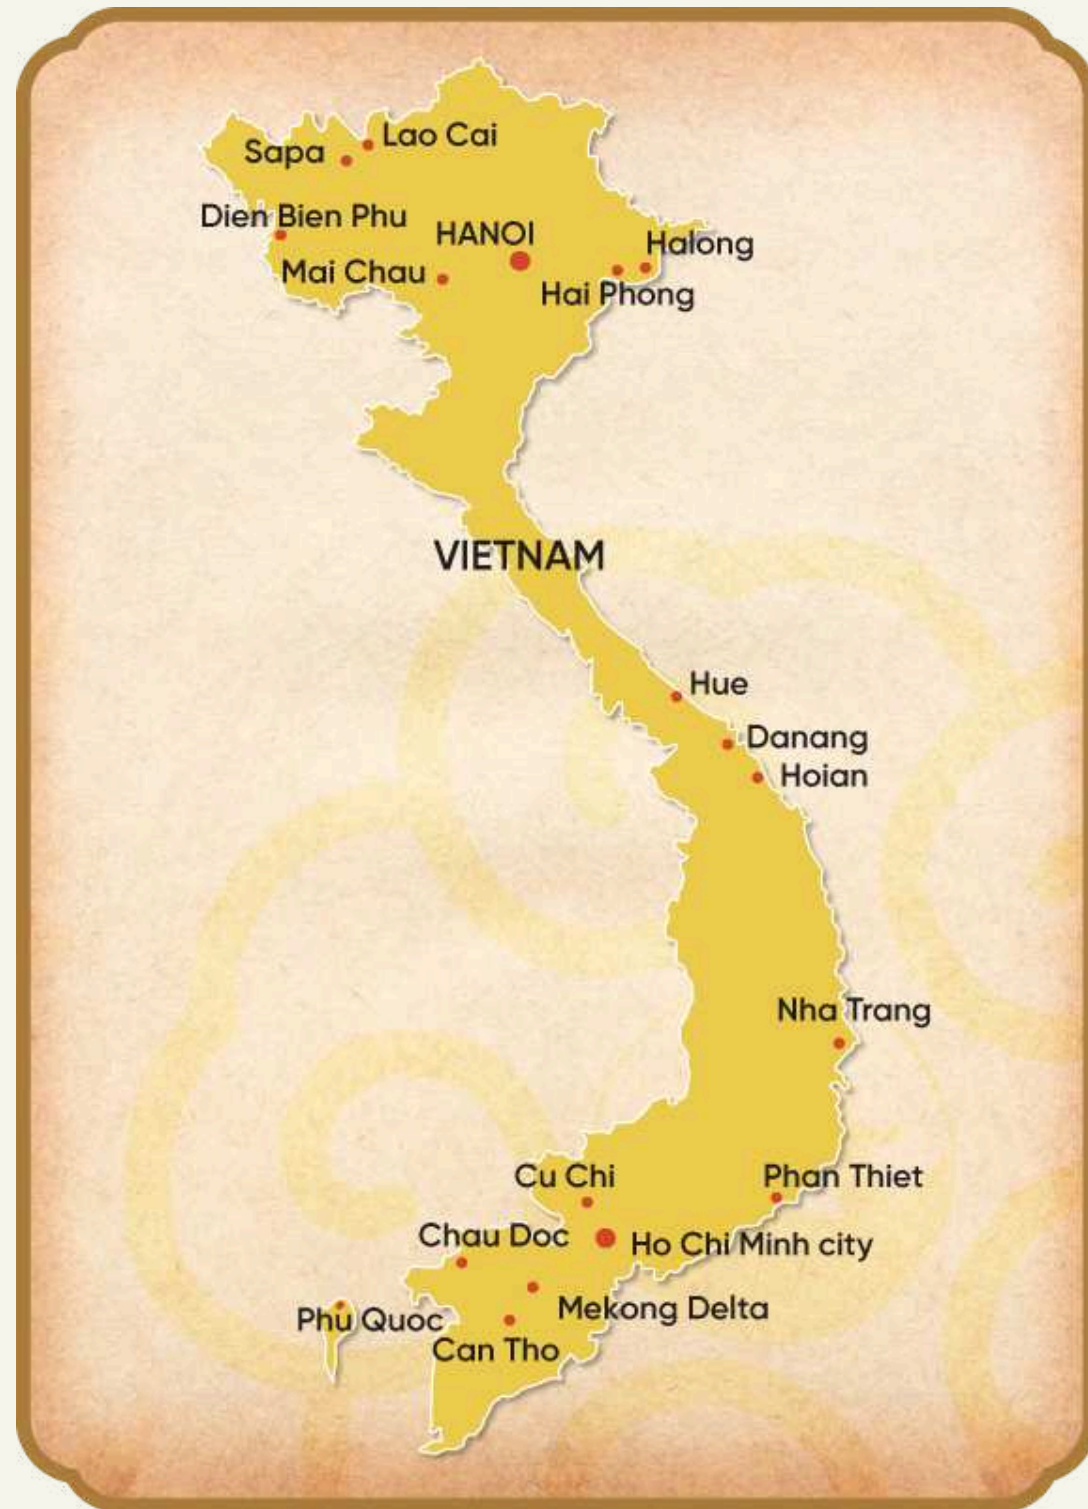 Lao Cai
Sapa
Dien Bien Phu
HANOI
Halong
Mai Chau
Hai Phong
VIETNAM
Hue
Danang
Hoian
Nha Trang
Cu Chi
Phan Thiet
Chau Doc
Ho Chi Minh city
Mekong Delta
Phu Quoc
Can Tho